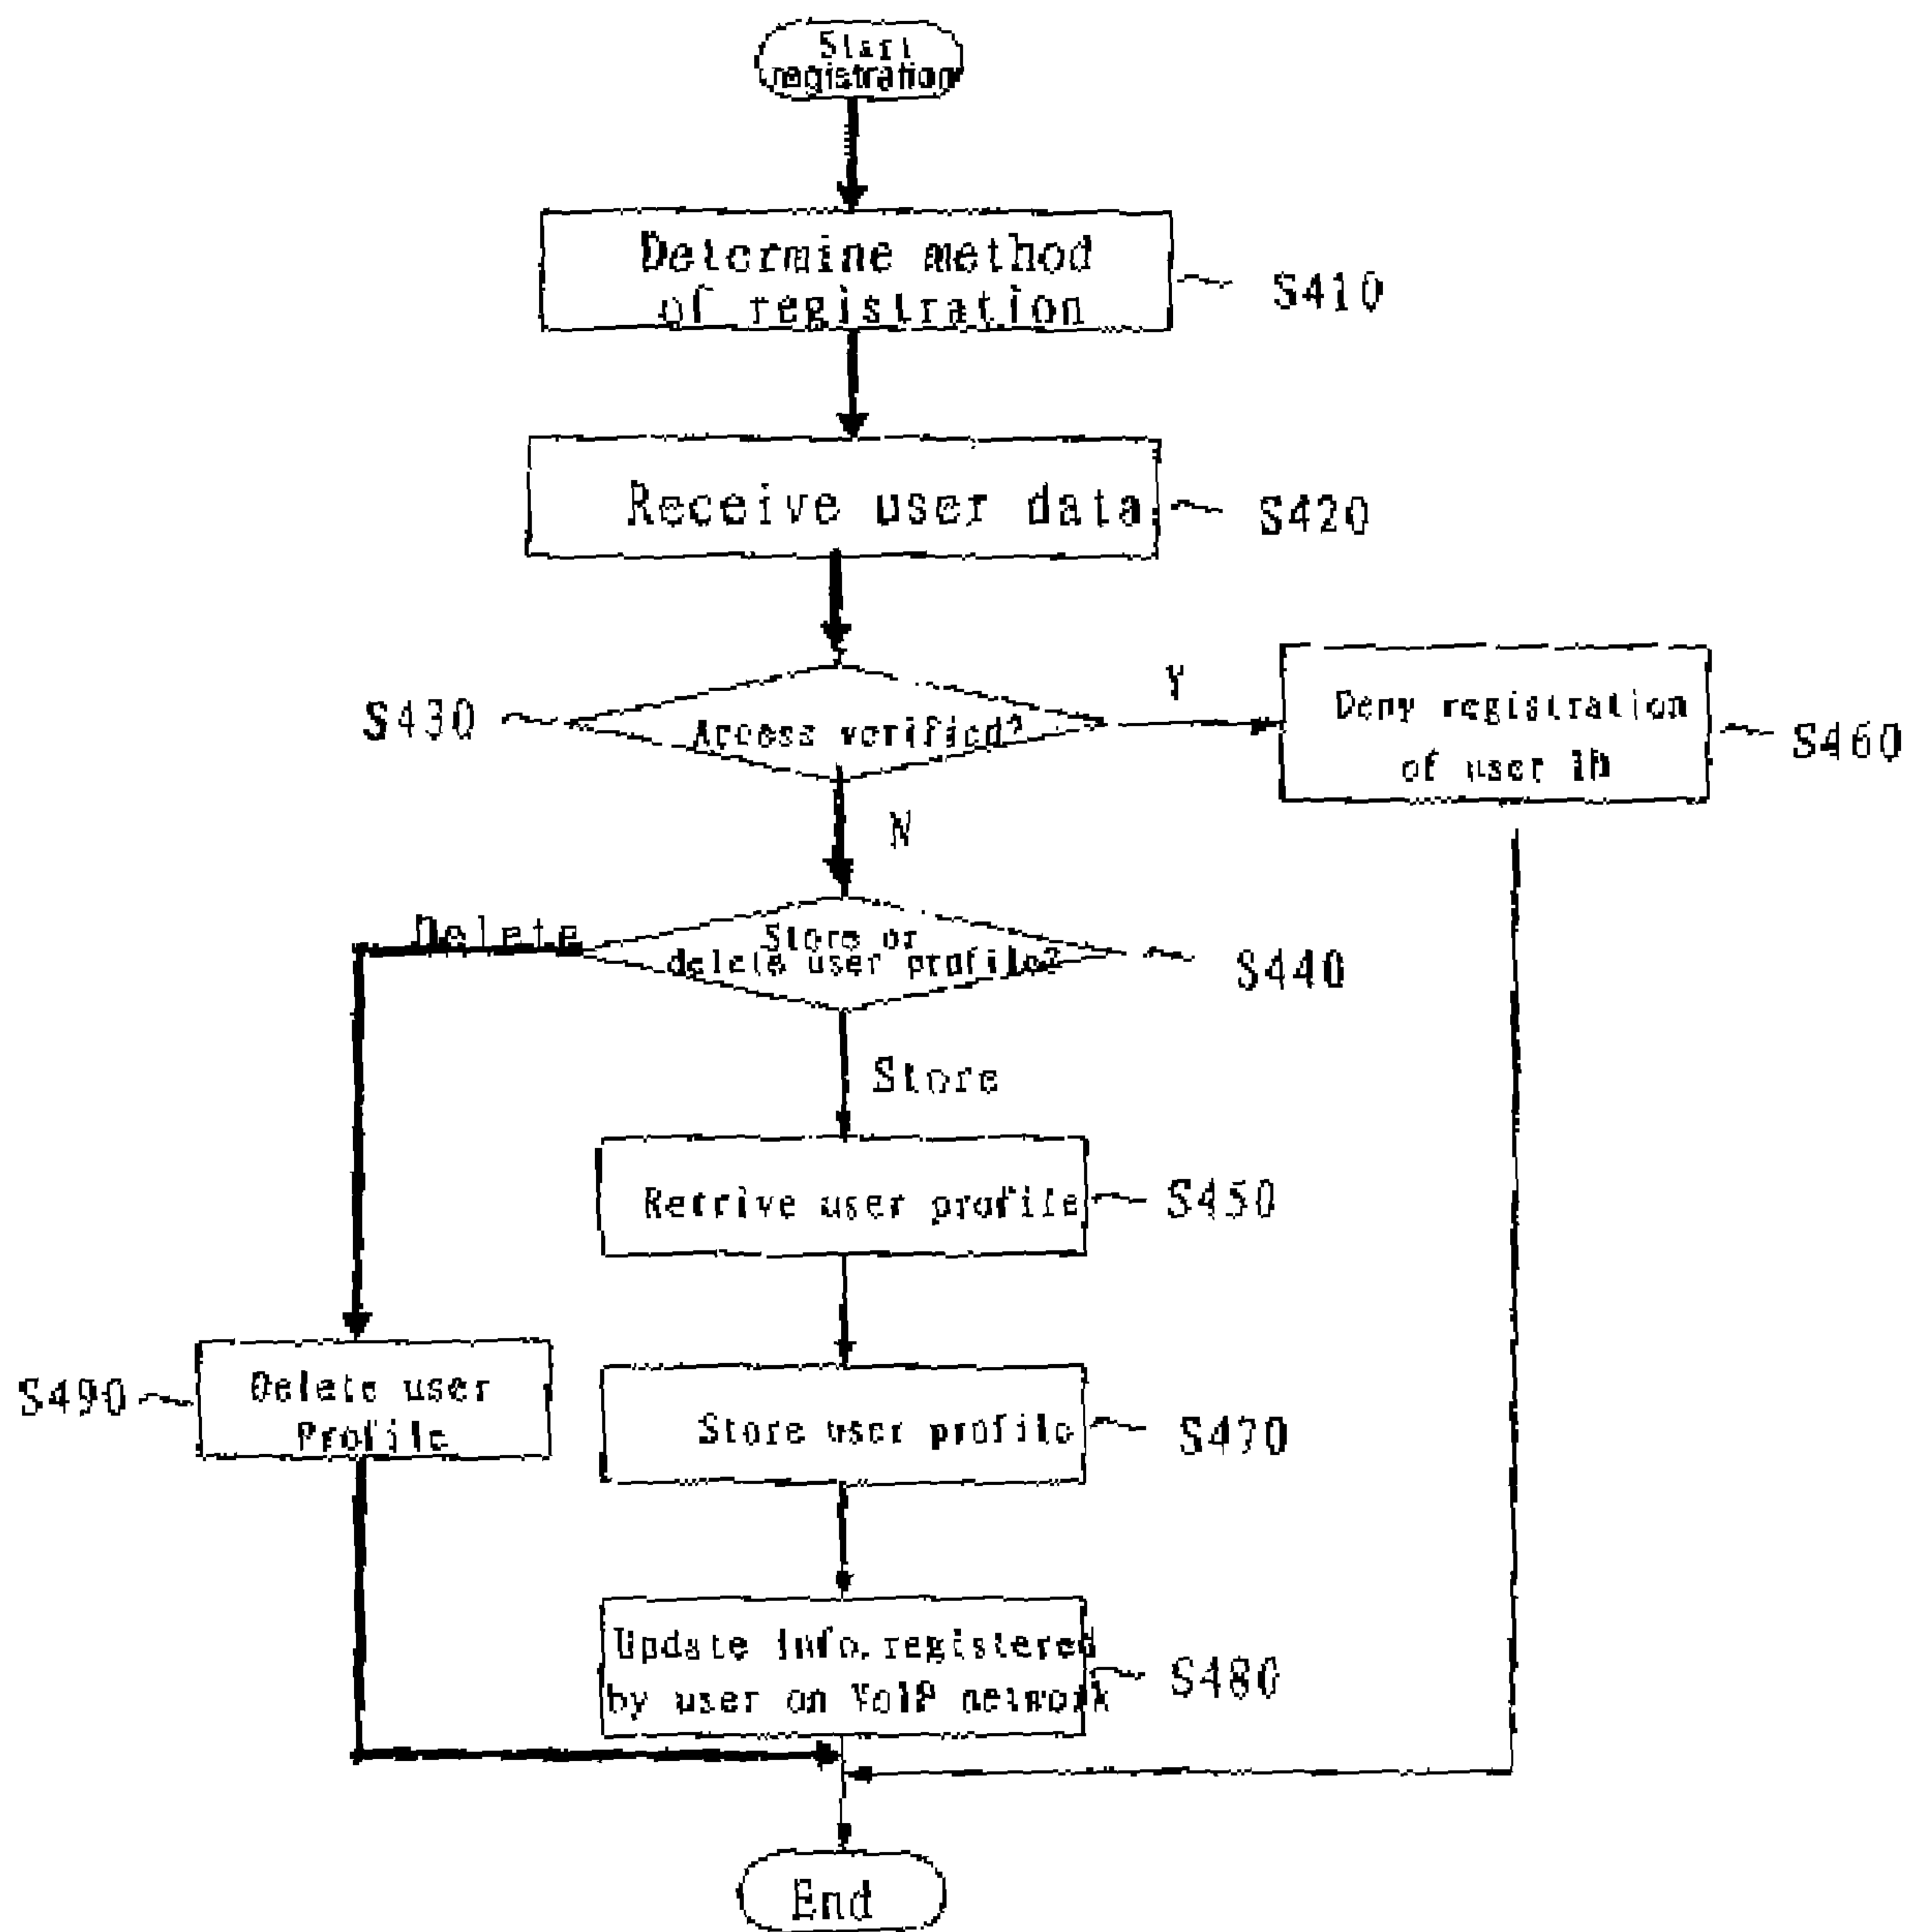 Start
registration
Determine method
of registration
S410
Receive user data
S420
S430
Access verified?
Y
Deny registration
of user ID
S460
N
Delete
Store or
delete user profile?
S440
Store
Retrive user profile
S450
S490
Delete user
Profile
Store user profile
S470
Update info.registered
by user on VoIP network
S480
End